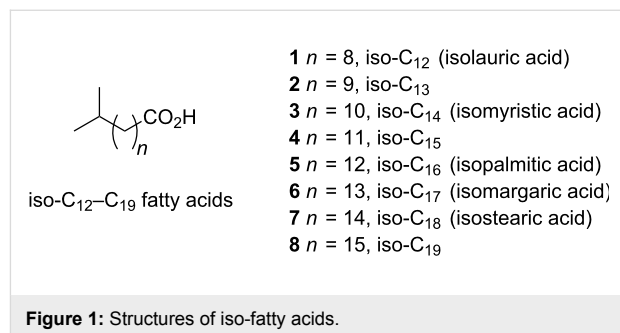 1 n = 8, iso-C12 (isolauric acid)
2 n = 9, iso-C13
3 n = 10, iso-C14 (isomyristic acid)
4 n = 11, iso-C15
5 n = 12, iso-C16 (isopalmitic acid)
6 n = 13, iso-C17 (isomargaric acid)
7 n = 14, iso-C18 (isostearic acid)
8 n = 15, iso-C19
CO2H
n
iso-C12–C19 fatty acids
Figure 1: Structures of iso-fatty acids.